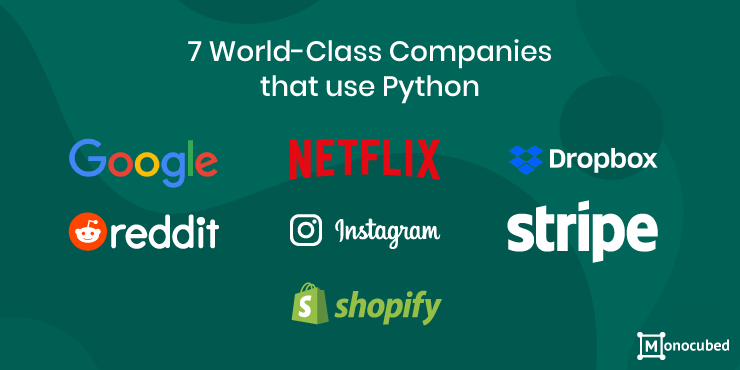 7 World-Class Companies
that use Python
Google
NETFLIX
Dropbox
reddit
Instagram
stripe
S shopify
Monocubed